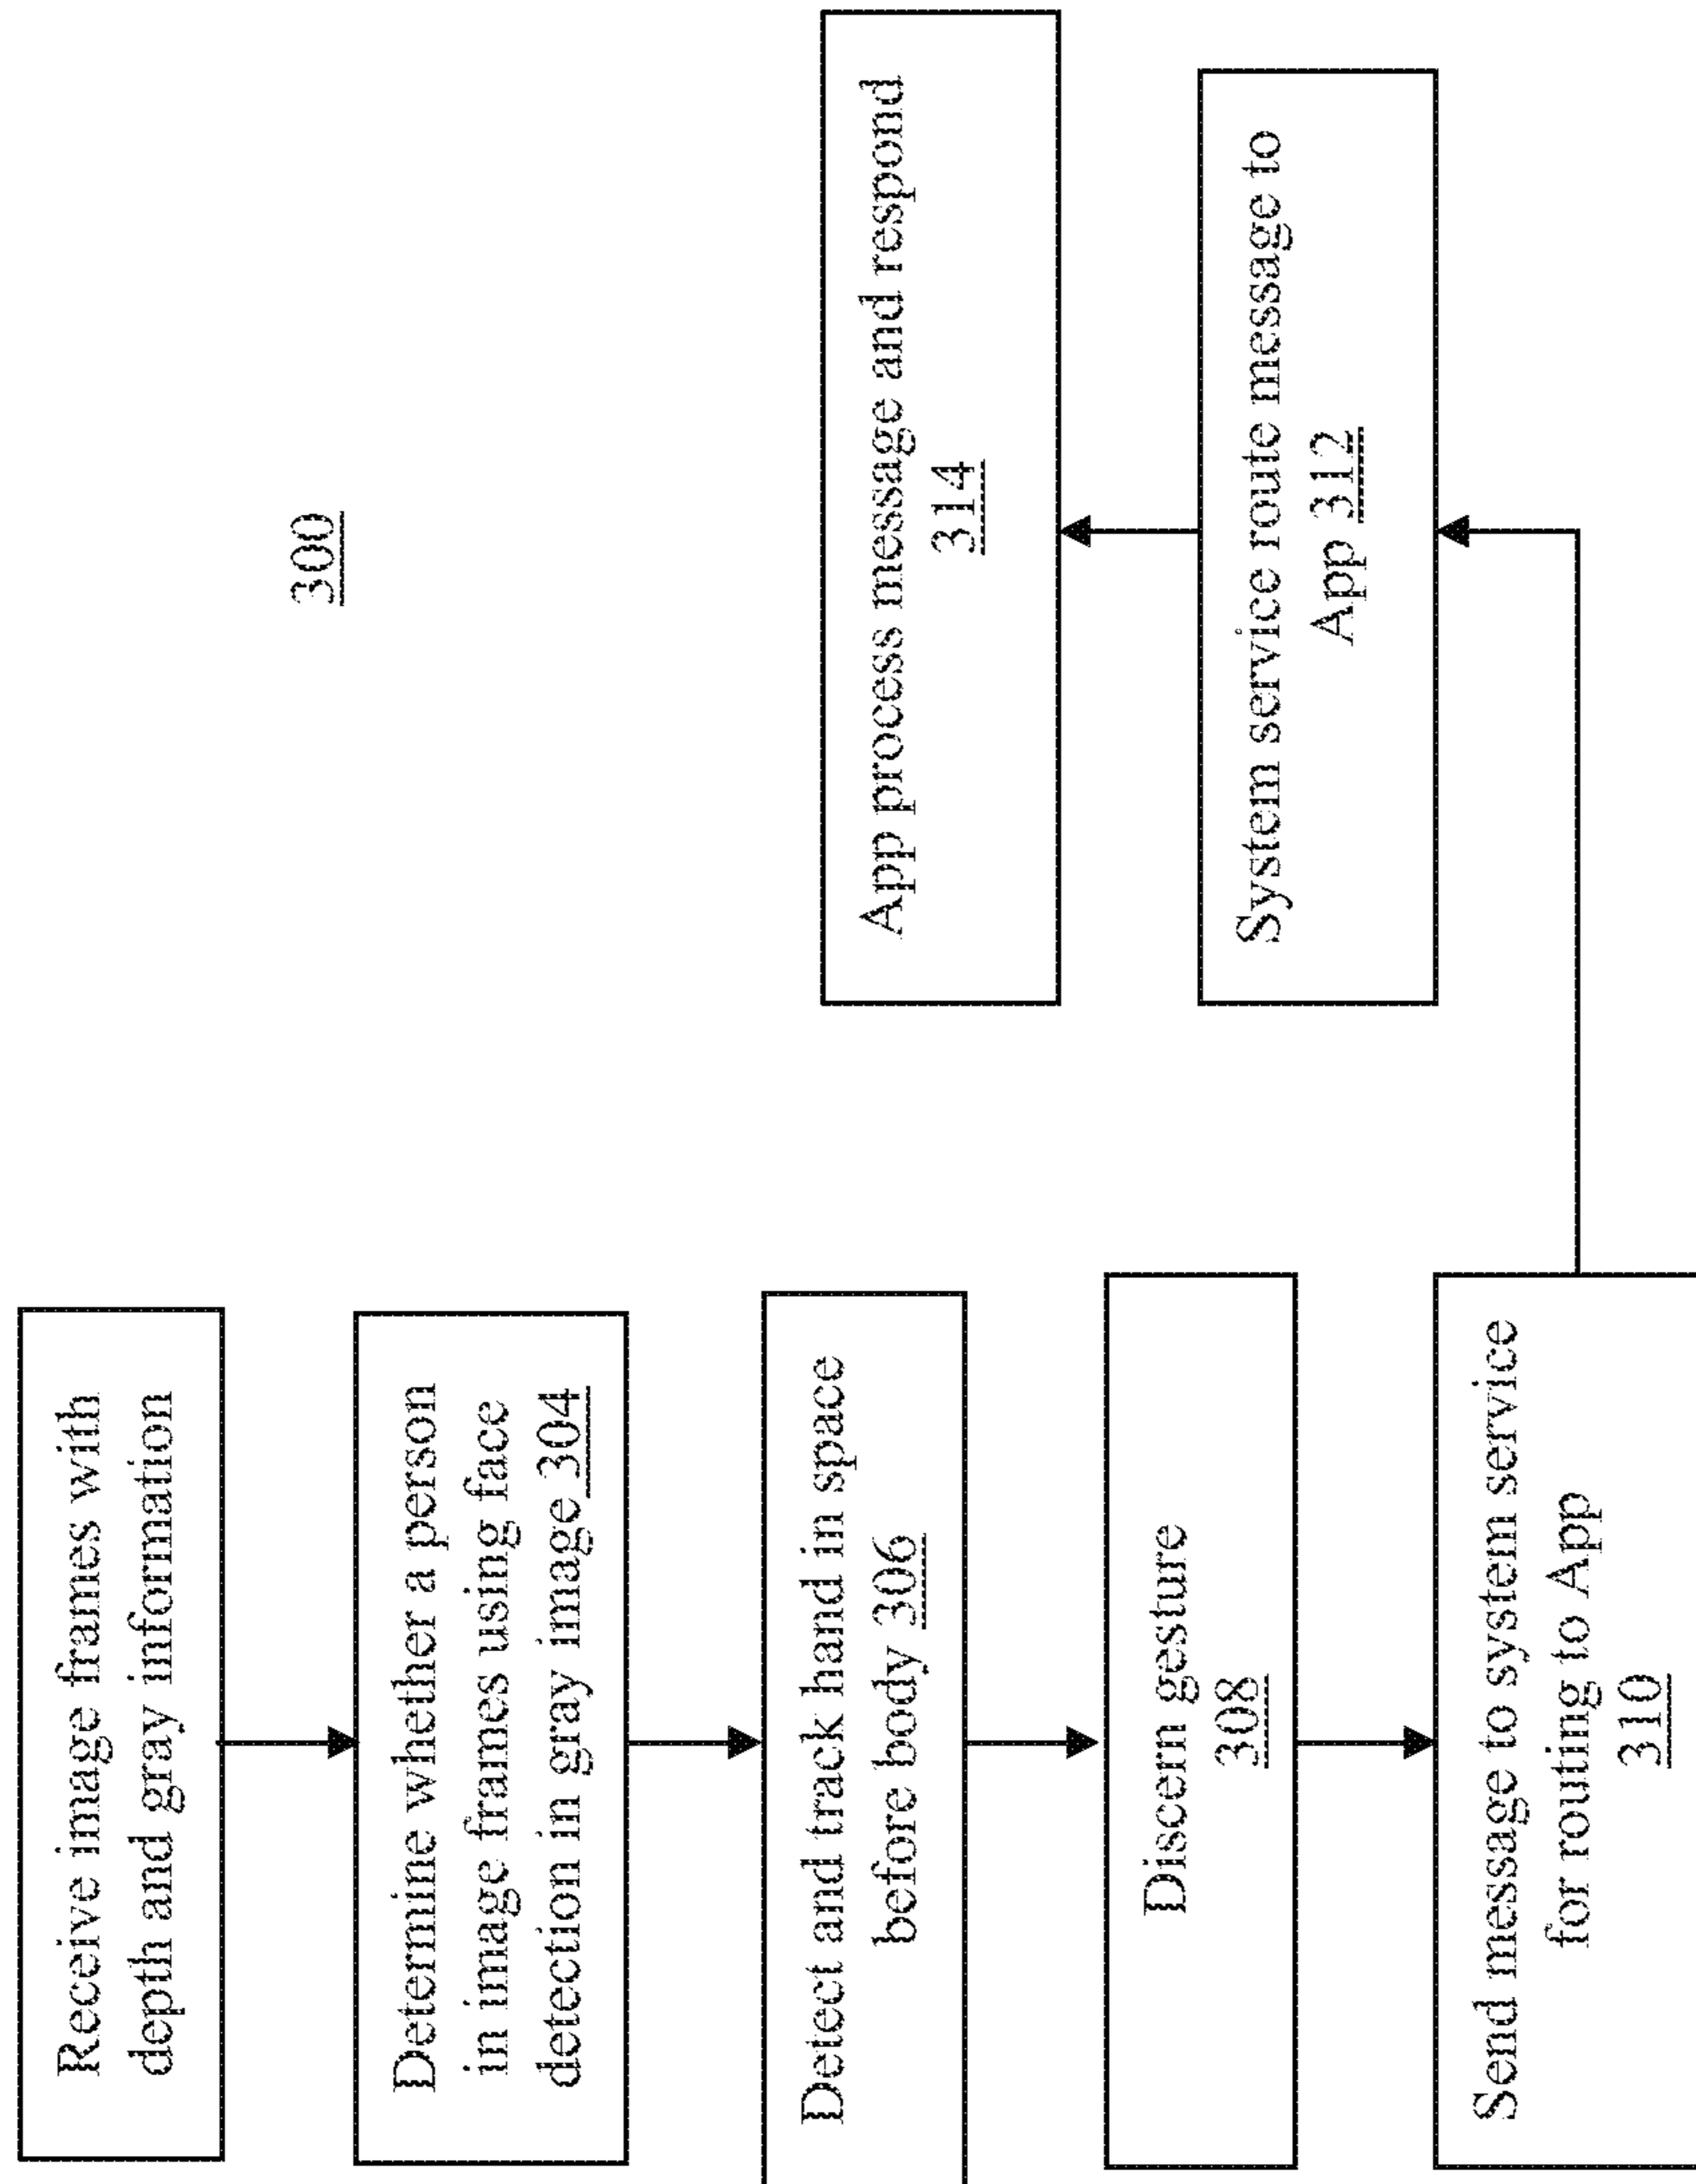 300
Receive image frames with
depth and gray information
Determine whether a person
in image frames using face
detection in gray image 304
Detect and track hand in space
before body 306
Discern gesture
308
Send message to system service
for routing to App
310
System service route message to
App 312
App process message and respond
314